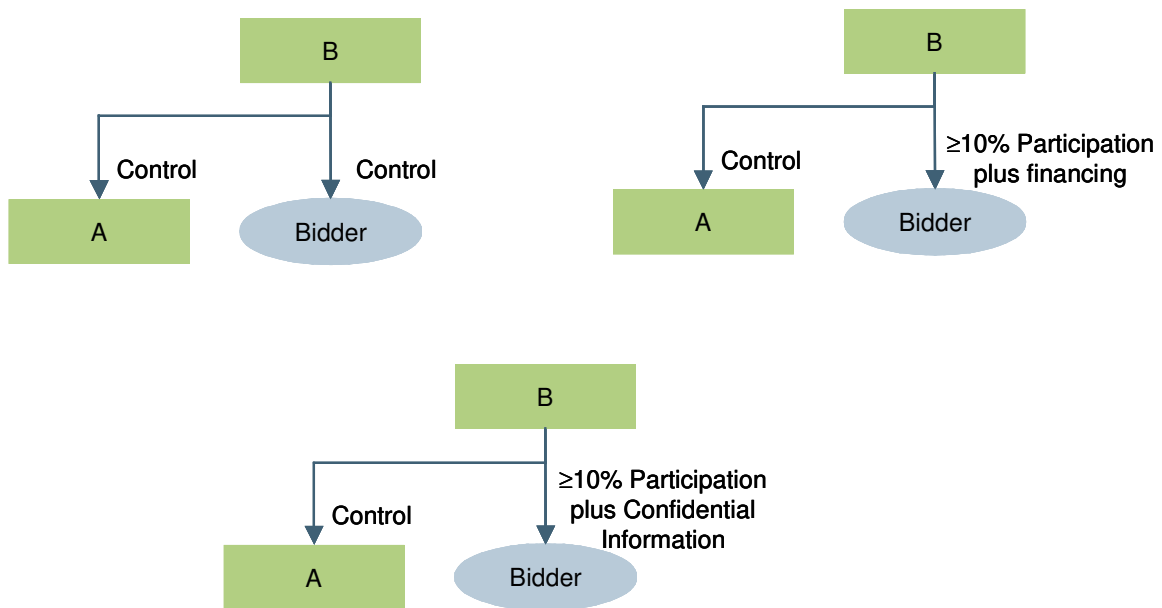 B
Control
Control
A
Bidder
B
Control
≥10% Participation
plus financing
A
Bidder
B
Control
≥10% Participation
plus Confidential
Information
A
Bidder